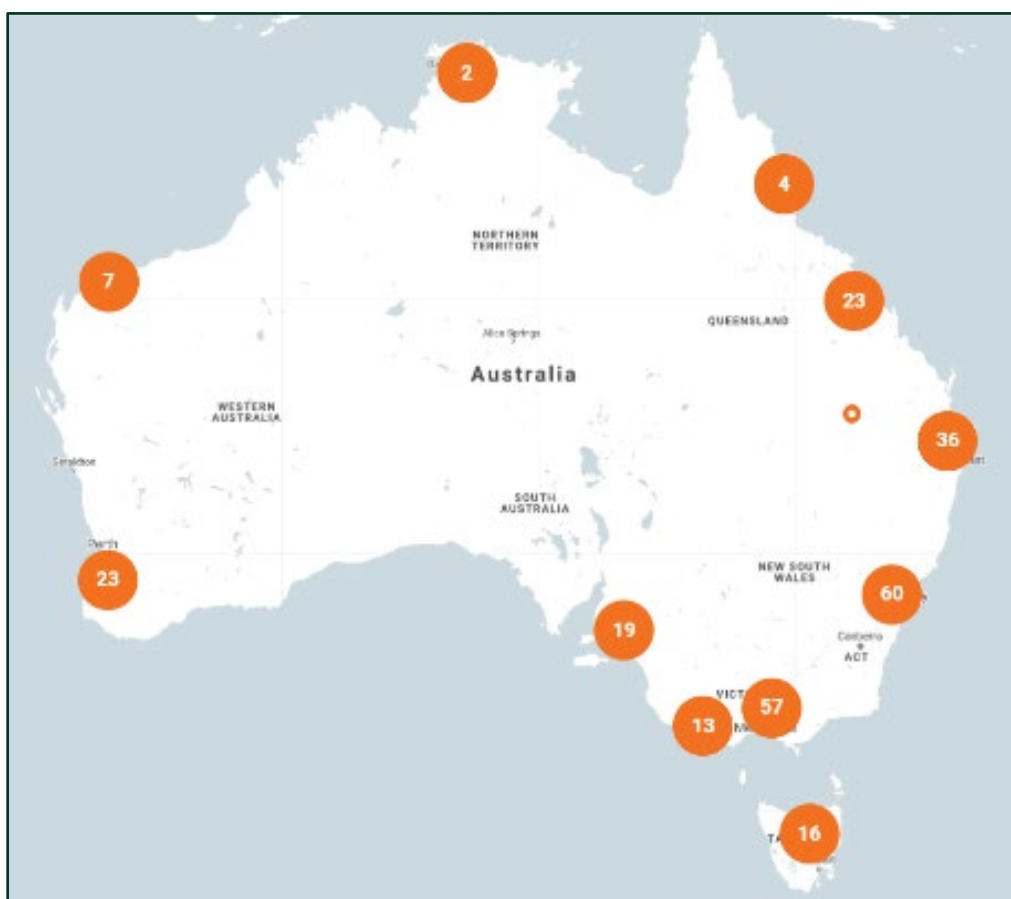 2
4
NORTHERN
TERRITORY
7
23
QUEENSLAND
Alice Springs
Australia
WESTERN
AUSTRALIA
36
Geraldton
SOUTH
AUSTRALIA
Perth
NEW SOUTH
WALES
23
60
19
Canberra
ACT
57
13
16